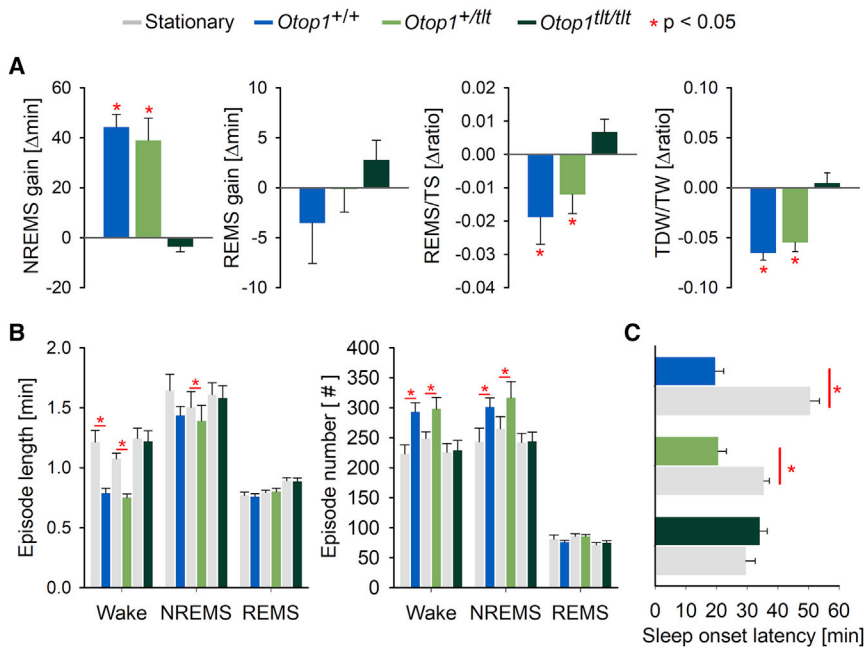 Stationary Otop1+/+ Otop1+/tlt Otop1tlt/tlt * p < 0.05
A
NREMS gain [Δmin]
60
40
20
0
-20
* *
REMS gain [Δmin]
10
5
0
-5
-10
REMS/TS [Δratio]
0.02
0.01
0.00
-0.01
-0.02
-0.03
-0.04
* *
TDW/TW [Δratio]
0.10
0.05
0.00
-0.05
-0.10
* *
B
Episode length [min]
2.0
1.5
1.0
0.5
0.0
* * *
Wake NREMS REMS
Episode number [ # ]
400
350
300
250
200
150
100
50
0
* * * *
Wake NREMS REMS
C
*
*
0 10 20 30 40 50 60
Sleep onset latency [min]